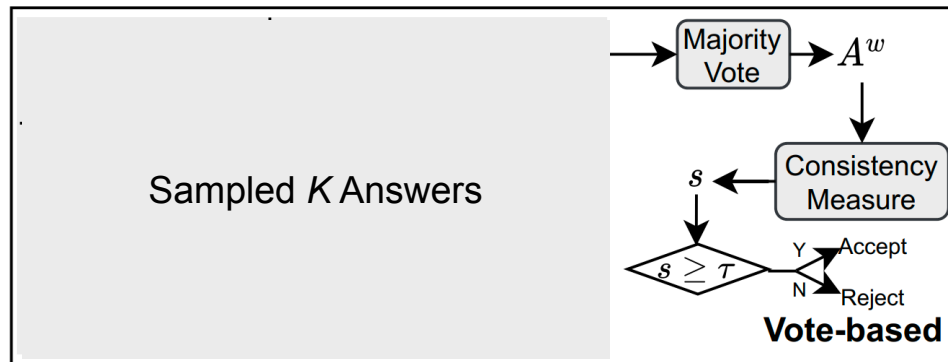 Sampled K Answers
Majority
Vote
A^w
Consistency
Measure
s
s ≥ τ
Y
Accept
N
Reject
Vote-based